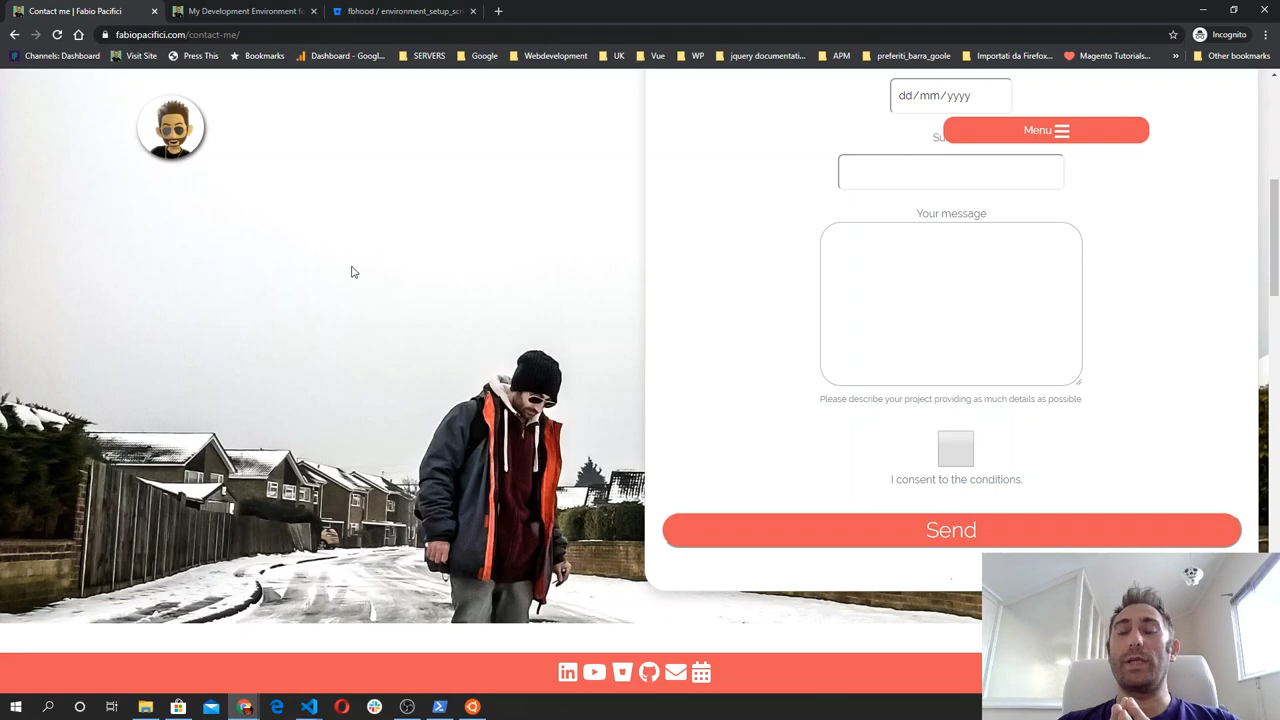 Contact me | Fabio Pacifici
My Development Environment fo
fbhood / environment_setup_scr
fabiopacifici.com/contact-me/
Incognito
Channels: Dashboard
Visit Site
Press This
Bookmarks
Dashboard – Googl...
SERVERS
Google
Webdevelopment
UK
Vue
WP
jquery documentati...
APM
preferiti_barra_goole
Importati da Firefox...
Magento Tutorials...
»
Other bookmarks
dd/mm/yyyy
Menu
Su
Your message
Please describe your project providing as much details as possible.
I consent to the conditions.
Send